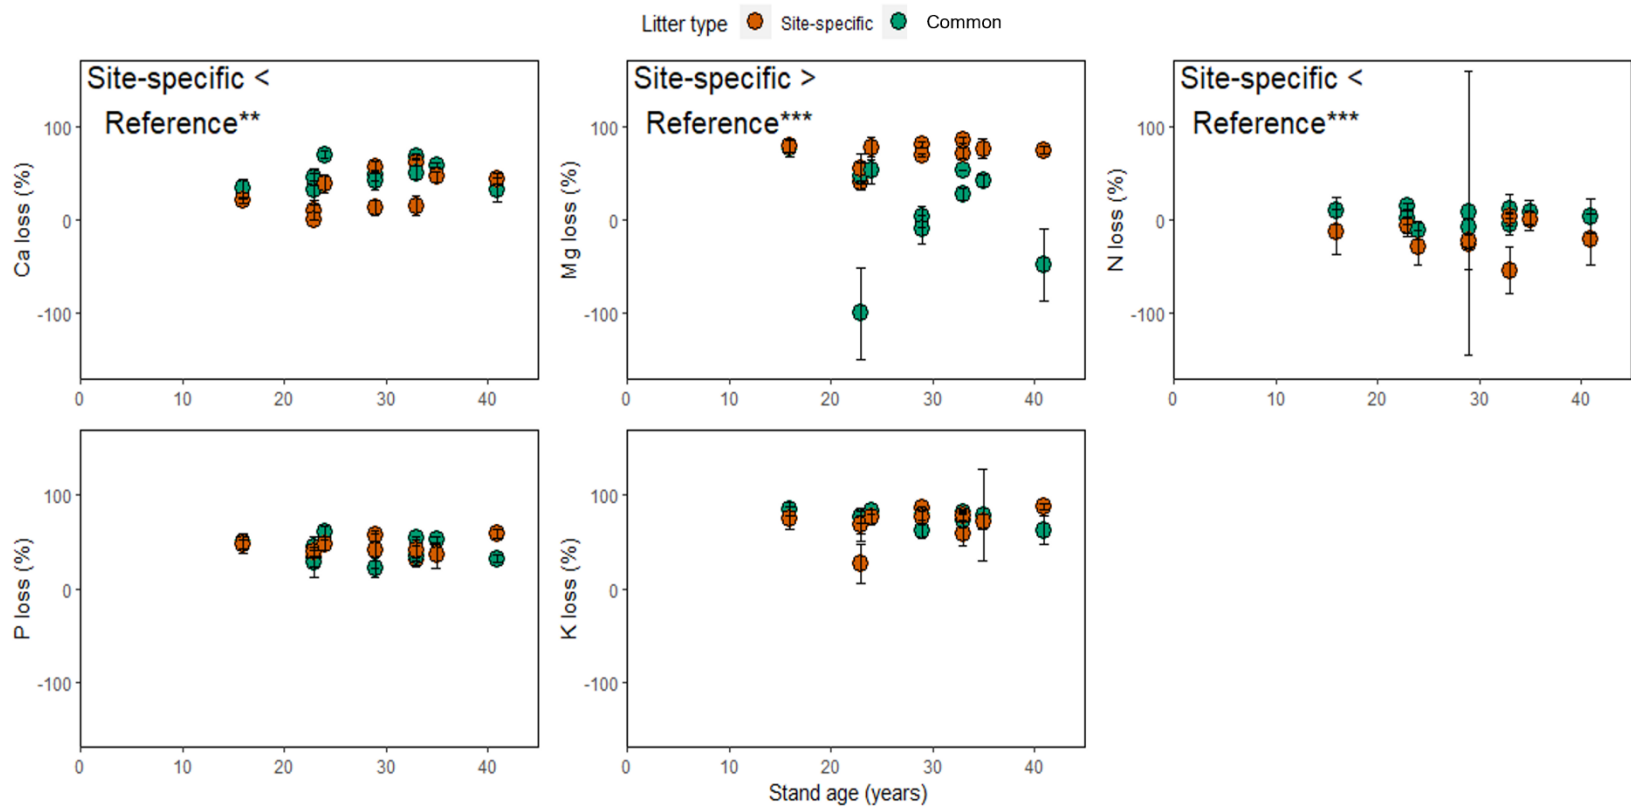 Litter type Site-specific Common
Site-specific <
Reference**
Ca loss (%)
100
0
-100
0 10 20 30 40
Site-specific >
Reference***
Mg loss (%)
100
0
-100
0 10 20 30 40
Site-specific <
Reference***
N loss (%)
100
0
-100
0 10 20 30 40
P loss (%)
100
0
-100
0 10 20 30 40
K loss (%)
100
0
-100
0 10 20 30 40
Stand age (years)